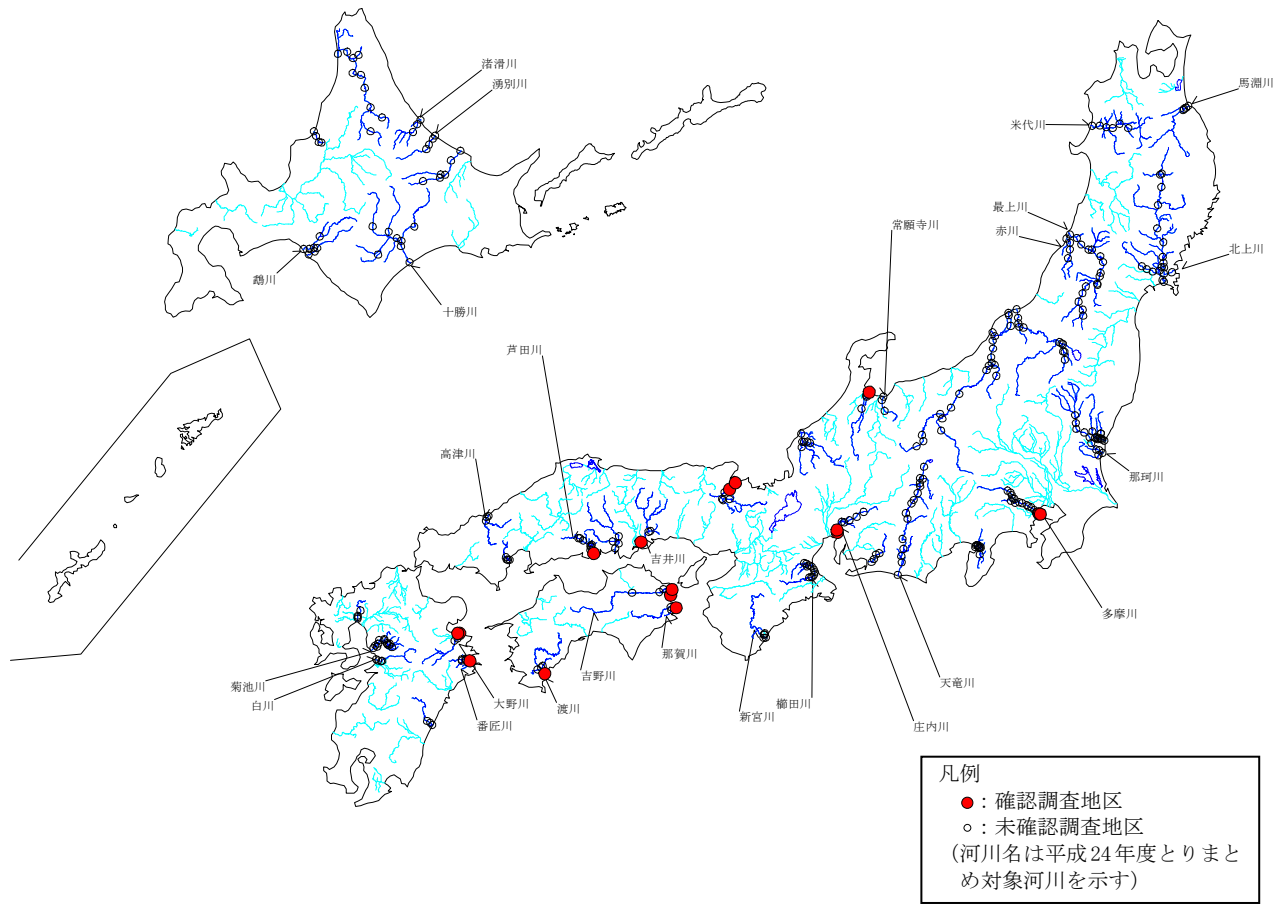 渚滑川
湧別川
馬淵川
米代川
最上川
赤川
常願寺川
北上川
鵡川
十勝川
芦田川
高津川
那珂川
吉井川
多摩川
那賀川
吉野川
菊池川
白川
大野川
渡川
番匠川
新宮川
櫛田川
天竜川
庄内川
凡例
：確認調査地区
：未確認調査地区
(河川名は平成24年度とりまと
め対象河川を示す)